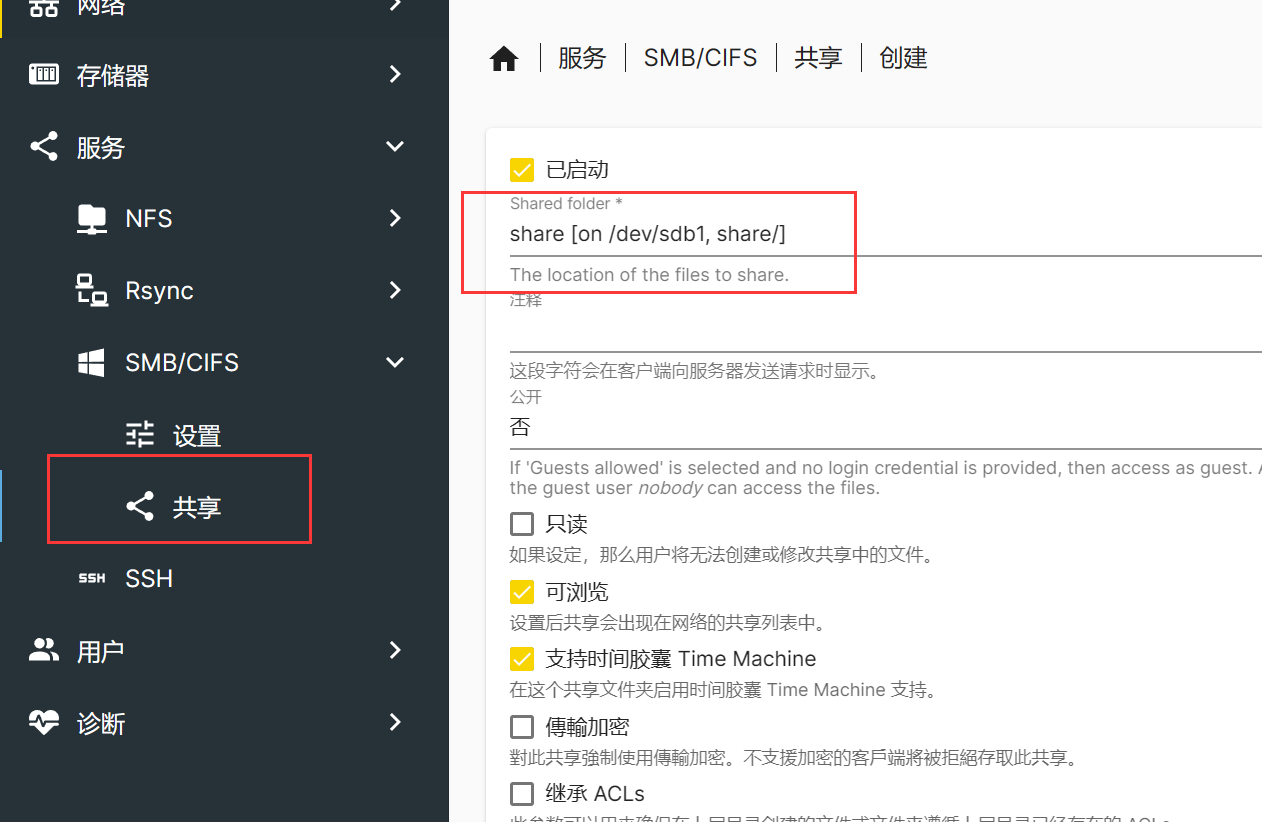 网络
存储器
服务
NFS
Rsync
SMB/CIFS
设置
共享
SSH SSH
用户
诊断
服务 SMB/CIFS 共享 创建
已启动
Shared folder *
share [on /dev/sdb1, share/]
The location of the files to share.
注释
这段字符会在客户端向服务器发送请求时显示。
公开
否
If 'Guests allowed' is selected and no login credential is provided, then access as guest.
the guest user nobody can access the files.
只读
如果设定，那么用户将无法创建或修改共享中的文件。
可浏览
设置后共享会出现在网络的共享列表中。
支持时间胶囊 Time Machine
在这个共享文件夹启用时间胶囊 Time Machine 支持。
傳輸加密
對此共享強制使用傳輸加密。不支援加密的客戶端將被拒絕存取此共享。
继承 ACLs